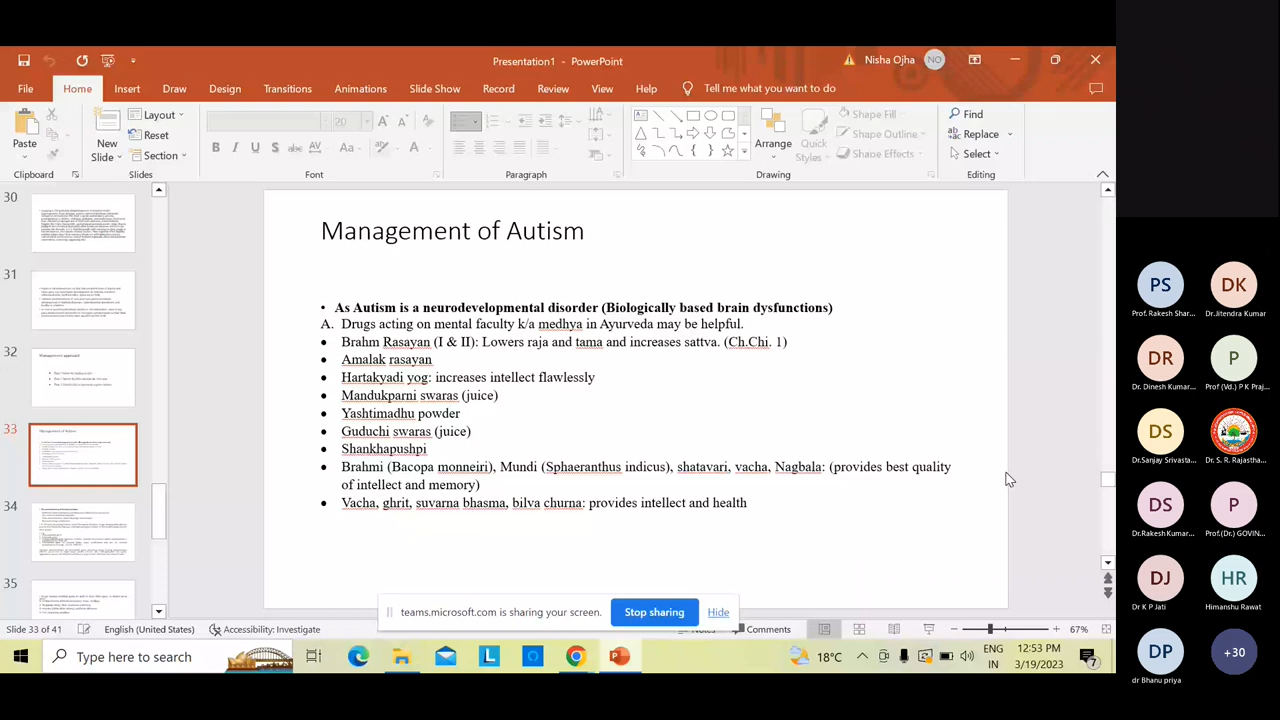 Presentation1 - PowerPoint
Nisha Ojha
NO
File Home Insert Draw Design Transitions Animations Slide Show Record Review View Help Tell me what you want to do
Paste
Clipboard
New Slide
Layout
Reset
Section
Slides
20
B I U S abc AV Aa A
Font
Paragraph
Arrange
Quick Styles
Shape Fill
Shape Outline
Shape Effects
Drawing
Find
Replace
Select
Editing
30
31
32
33
34
35
Management of Autism
• As Autism is a neurodevelopmental disorder (Biologically based brain dysfunctions)
A. Drugs acting on mental faculty k/a medhya in Ayurveda may be helpful.
• Brahm Rasayan (I & II): Lowers raja and tama and increases sattva. (Ch.Chi. 1)
• Amalak rasayan
• Hartakyadi yog: increases intellect flawlessly
• Mandukparni swaras (juice)
• Yashtimadhu powder
• Guduchi swaras (juice)
• Shankhapashpi
• Brahmi (Bacopa monneiri), Mundi (Sphaeranthus indicus), shatavari, vacha, Nagbala: (provides best quality
of intellect and memory)
• Vacha, ghrit, suvarna bhasma, bilva churna: provides intellect and health
teams.microsoft.com is sharing your screen.
Stop sharing
Hide
Slide 33 of 41
English (United States)
Accessibility: Investigate
Notes
Comments
67%
Type here to search
18°C
ENG
IN
12:53 PM
3/19/2023
7
PS
Prof. Rakesh Shar...
DK
Dr.Jitendra Kumar
DR
Dr. Dinesh Kumar...
P
Prof (Vd.) P K Praj...
DS
Dr.Sanjay Srivasta...
Dr. S. R. Rajastha...
DS
Dr.Rakesh Kumar...
P
Prof.(Dr.) GOVIN...
DJ
Dr K P Jati
HR
Himanshu Rawat
DP
dr Bhanu priya
+30